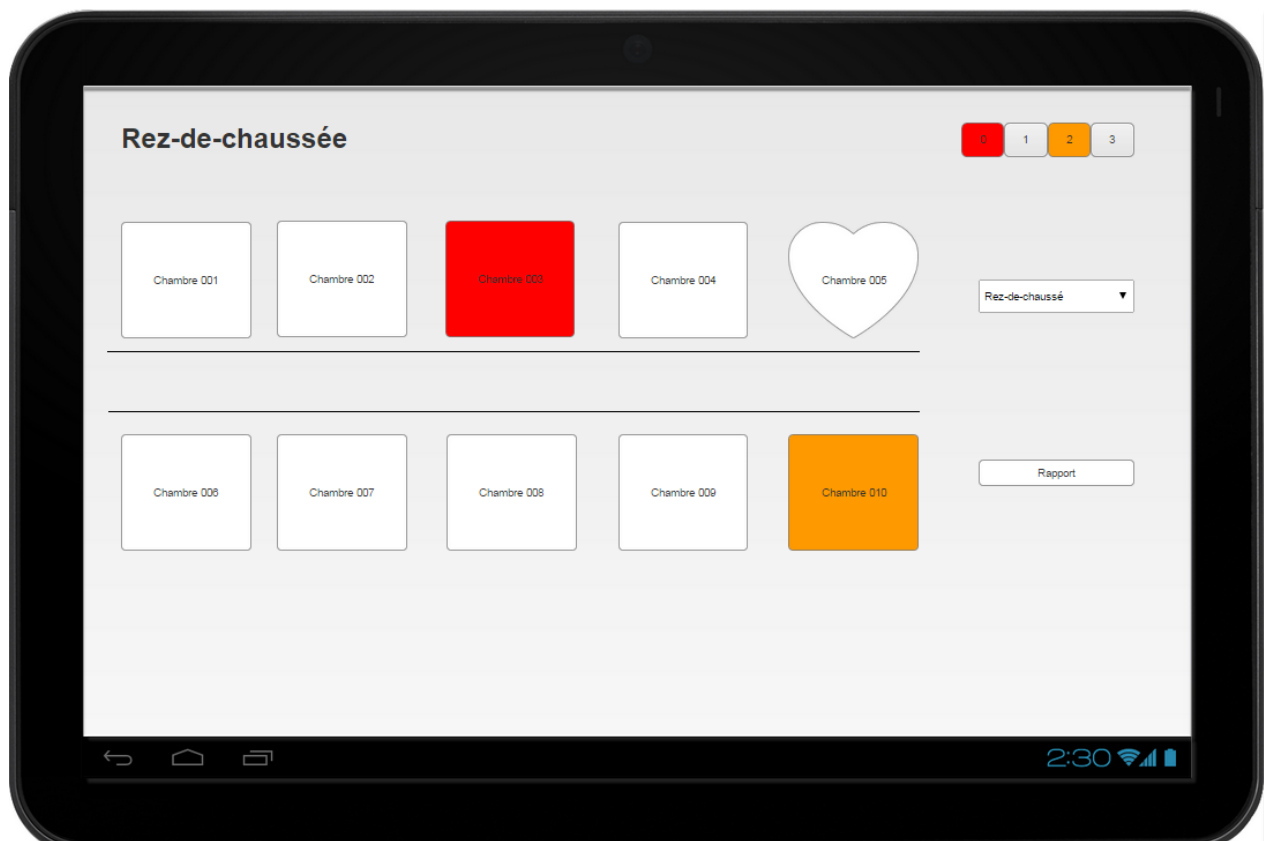 Rez-de-chaussée
0 1 2 3
Chambre 001
Chambre 002
Chambre 003
Chambre 004
Chambre 005
Rez-de-chaussé ▼
Chambre 006
Chambre 007
Chambre 008
Chambre 009
Chambre 010
Rapport
2:30